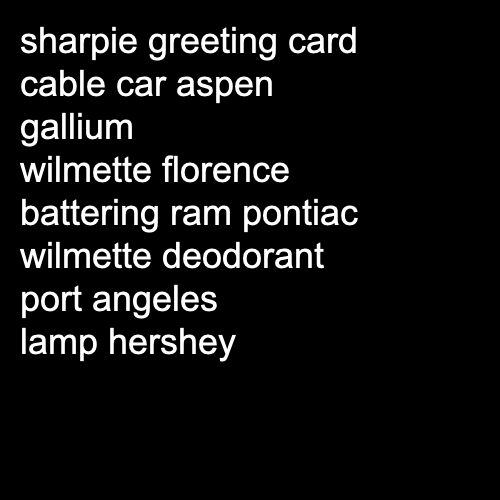 sharpie greeting card
cable car aspen
gallium
wilmette florence
battering ram pontiac
wilmette deodorant
port angeles
lamp hershey